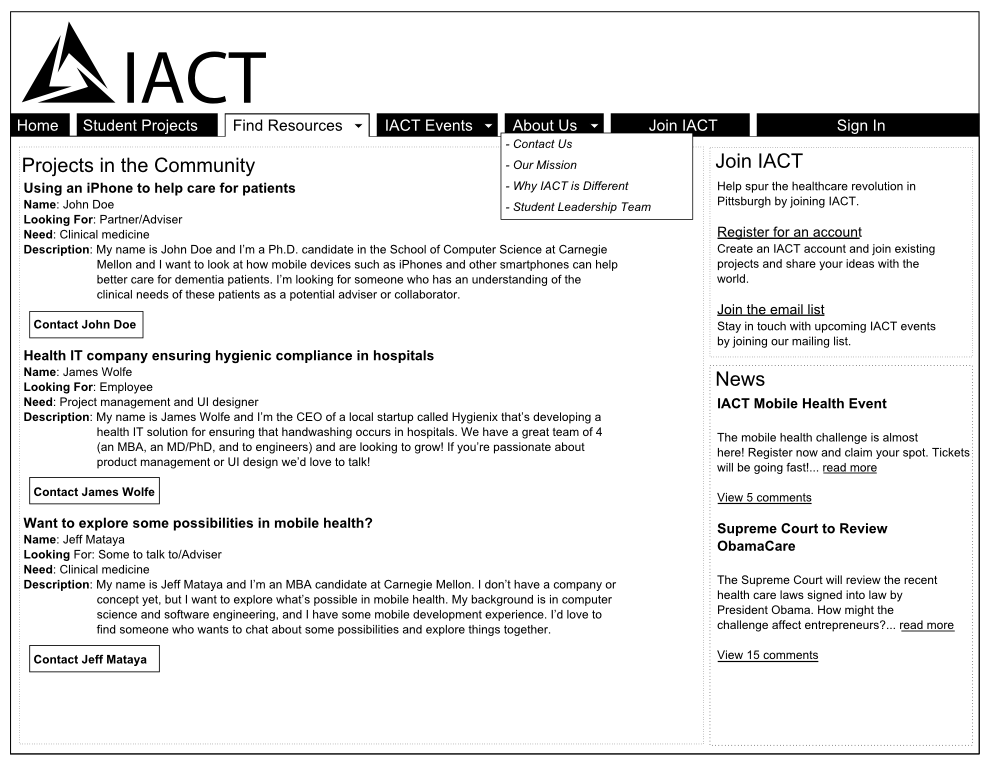 IACT
Home
Student Projects
Find Resources
IACT Events
About Us
Join IACT
Sign In
- Contact Us
- Our Mission
- Why IACT is Different
- Student Leadership Team
Projects in the Community
Using an iPhone to help care for patients
Name: John Doe
Looking For: Partner/Adviser
Need: Clinical medicine
Description: My name is John Doe and I'm a Ph.D. candidate in the School of Computer Science at Carnegie
Mellon and I want to look at how mobile devices such as iPhones and other smartphones can help
better care for dementia patients. I'm looking for someone who has an understanding of the
clinical needs of these patients as a potential adviser or collaborator.
Contact John Doe
Health IT company ensuring hygienic compliance in hospitals
Name: James Wolfe
Looking For: Employee
Need: Project management and UI designer
Description: My name is James Wolfe and I'm the CEO of a local startup called Hygienix that's developing a
health IT solution for ensuring that handwashing occurs in hospitals. We have a great team of 4
(an MBA, an MD/PhD, and to engineers) and are looking to grow! If you're passionate about
product management or UI design we'd love to talk!
Contact James Wolfe
Want to explore some possibilities in mobile health?
Name: Jeff Mataya
Looking For: Some to talk to/Adviser
Need: Clinical medicine
Description: My name is Jeff Mataya and I'm an MBA candidate at Carnegie Mellon. I don't have a company or
concept yet, but I want to explore what's possible in mobile health. My background is in computer
science and software engineering, and I have some mobile development experience. I'd love to
find someone who wants to chat about some possibilities and explore things together.
Contact Jeff Mataya
Join IACT
Help spur the healthcare revolution in
Pittsburgh by joining IACT.
Register for an account
Create an IACT account and join existing
projects and share your ideas with the
world.
Join the email list
Stay in touch with upcoming IACT events
by joining our mailing list.
News
IACT Mobile Health Event
The mobile health challenge is almost
here! Register now and claim your spot. Tickets
will be going fast!... read more
View 5 comments
Supreme Court to Review
ObamaCare
The Supreme Court will review the recent
health care laws signed into law by
President Obama. How might the
challenge affect entrepreneurs?... read more
View 15 comments